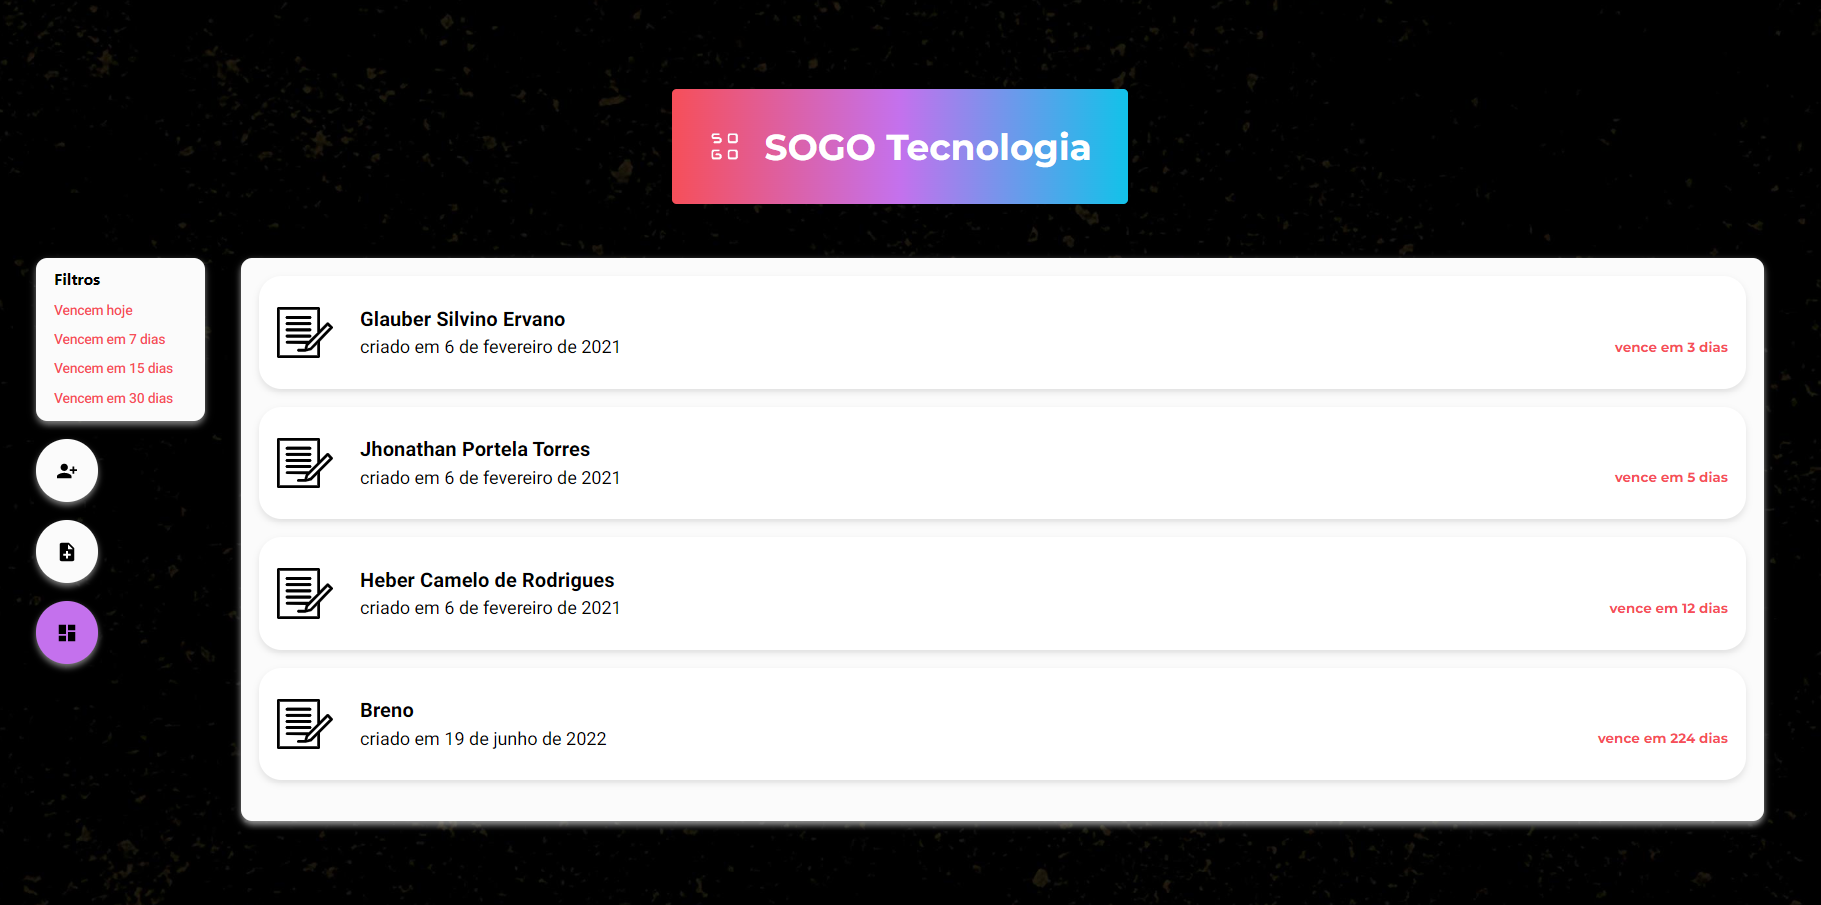 SO
GO
SOGO Tecnologia
Filtros
Vencem hoje
Vencem em 7 dias
Vencem em 15 dias
Vencem em 30 dias
Glauber Silvino Ervano
criado em 6 de fevereiro de 2021
vence em 3 dias
Jhonathan Portela Torres
criado em 6 de fevereiro de 2021
vence em 5 dias
Heber Camelo de Rodrigues
criado em 6 de fevereiro de 2021
vence em 12 dias
Breno
criado em 19 de junho de 2022
vence em 224 dias